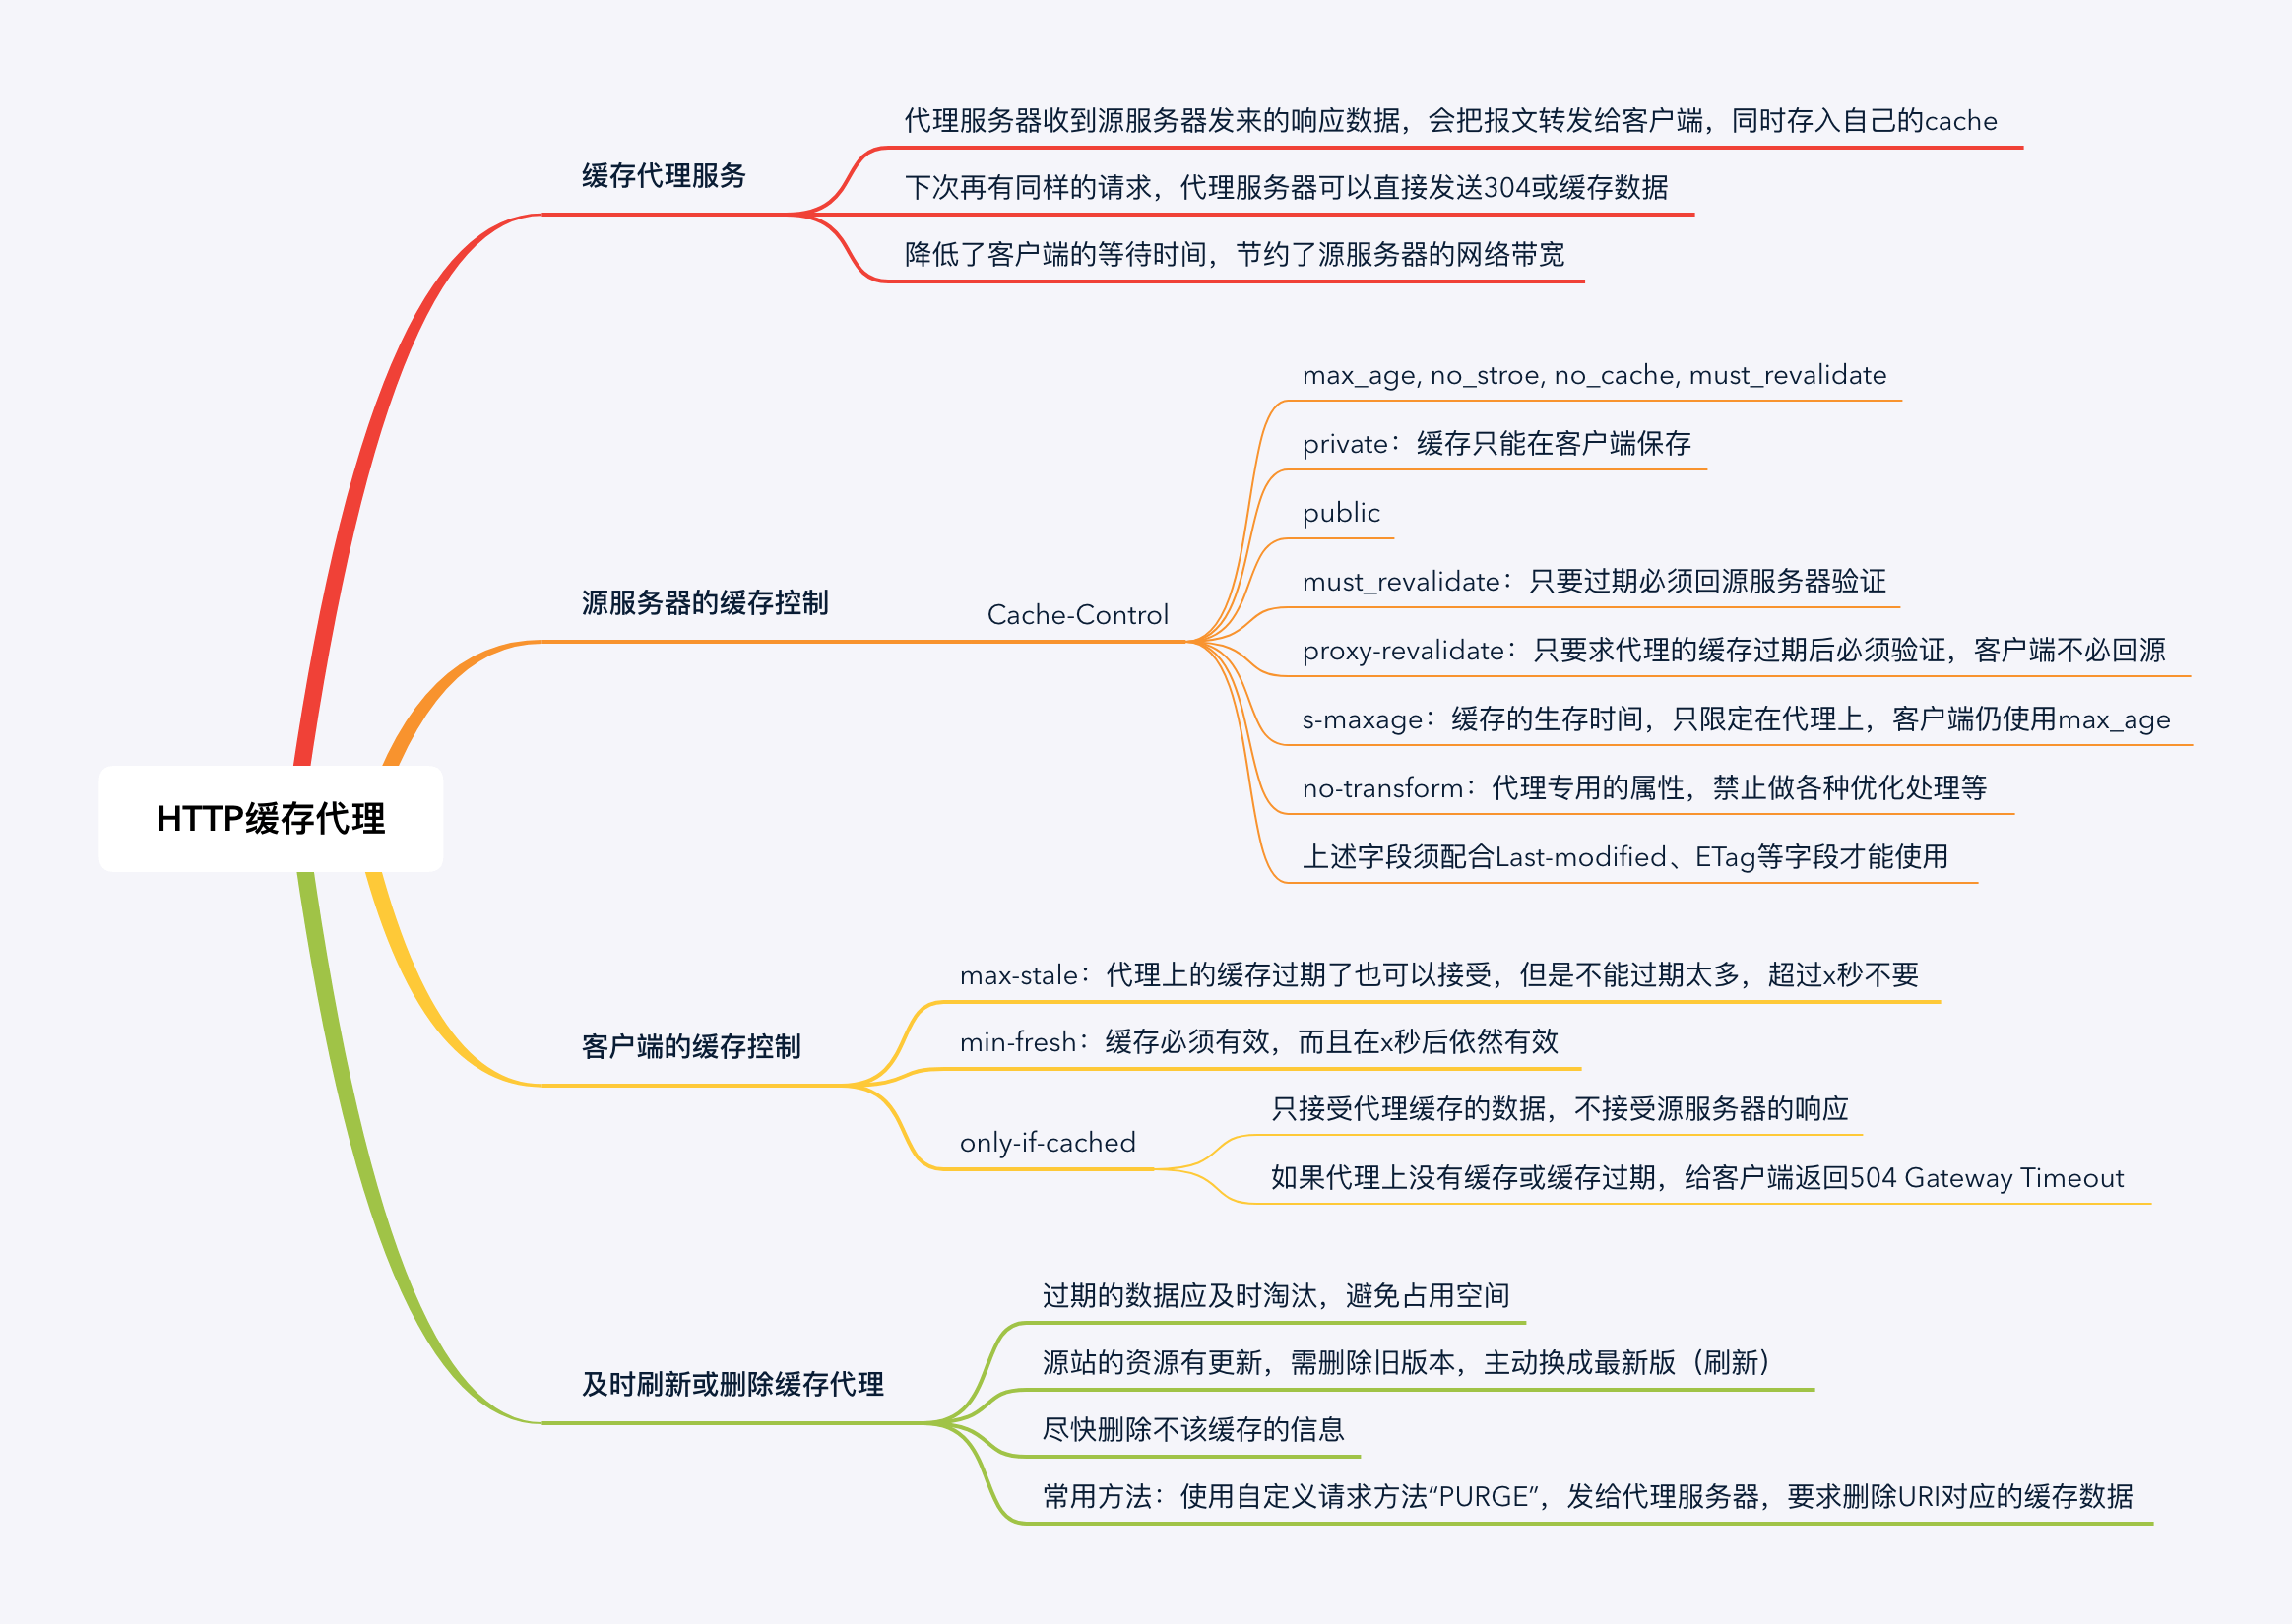 HTTP缓存代理
缓存代理服务
代理服务器收到源服务器发来的响应数据，会把报文转发给客户端，同时存入自己的cache
下次再有同样的请求，代理服务器可以直接发送304或缓存数据
降低了客户端的等待时间，节约了源服务器的网络带宽
源服务器的缓存控制
Cache-Control
max_age, no_stroe, no_cache, must_revalidate
private：缓存只能在客户端保存
public
must_revalidate：只要过期必须回源服务器验证
proxy-revalidate：只要求代理的缓存过期后必须验证，客户端不必回源
s-maxage：缓存的生存时间，只限定在代理上，客户端仍使用max_age
no-transform：代理专用的属性，禁止做各种优化处理等
上述字段须配合Last-modified、ETag等字段才能使用
客户端的缓存控制
max-stale：代理上的缓存过期了也可以接受，但是不能过期太多，超过x秒不要
min-fresh：缓存必须有效，而且在x秒后依然有效
only-if-cached
只接受代理缓存的数据，不接受源服务器的响应
如果代理上没有缓存或缓存过期，给客户端返回504 Gateway Timeout
及时刷新或删除缓存代理
过期的数据应及时淘汰，避免占用空间
源站的资源有更新，需删除旧版本，主动换成最新版（刷新）
尽快删除不该缓存的信息
常用方法：使用自定义请求方法“PURGE”，发给代理服务器，要求删除URI对应的缓存数据